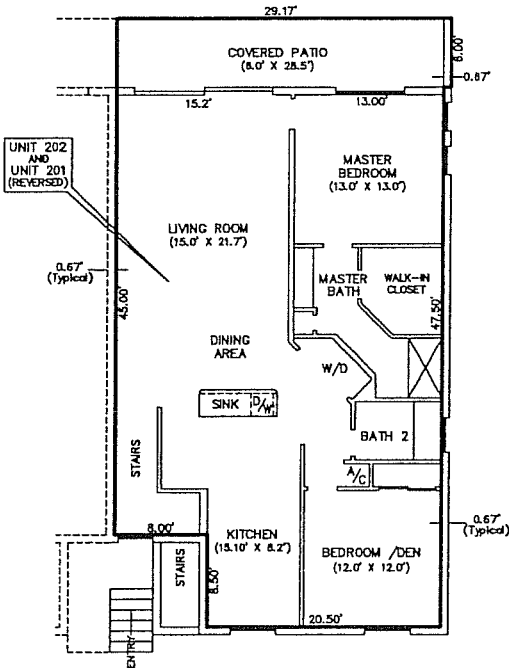 29.17'
COVERED PATIO
(8.0' X 28.5')
8.00'
0.67'
15.2'
13.00'
UNIT 202
AND
UNIT 201
(REVERSED)
MASTER
BEDROOM
(13.0' X 13.0')
LIVING ROOM
(15.0' X 21.7')
0.67'
(Typical)
45.00'
MASTER
BATH
WALK-IN
CLOSET
47.50'
DINING
AREA
W/D
SINK
D/W
BATH 2
STAIRS
A/C
8.00'
KITCHEN
(15.10' X 8.2')
BEDROOM /DEN
(12.0' X 12.0')
0.67'
(Typical)
STAIRS
8.50'
20.50'
ENTRY